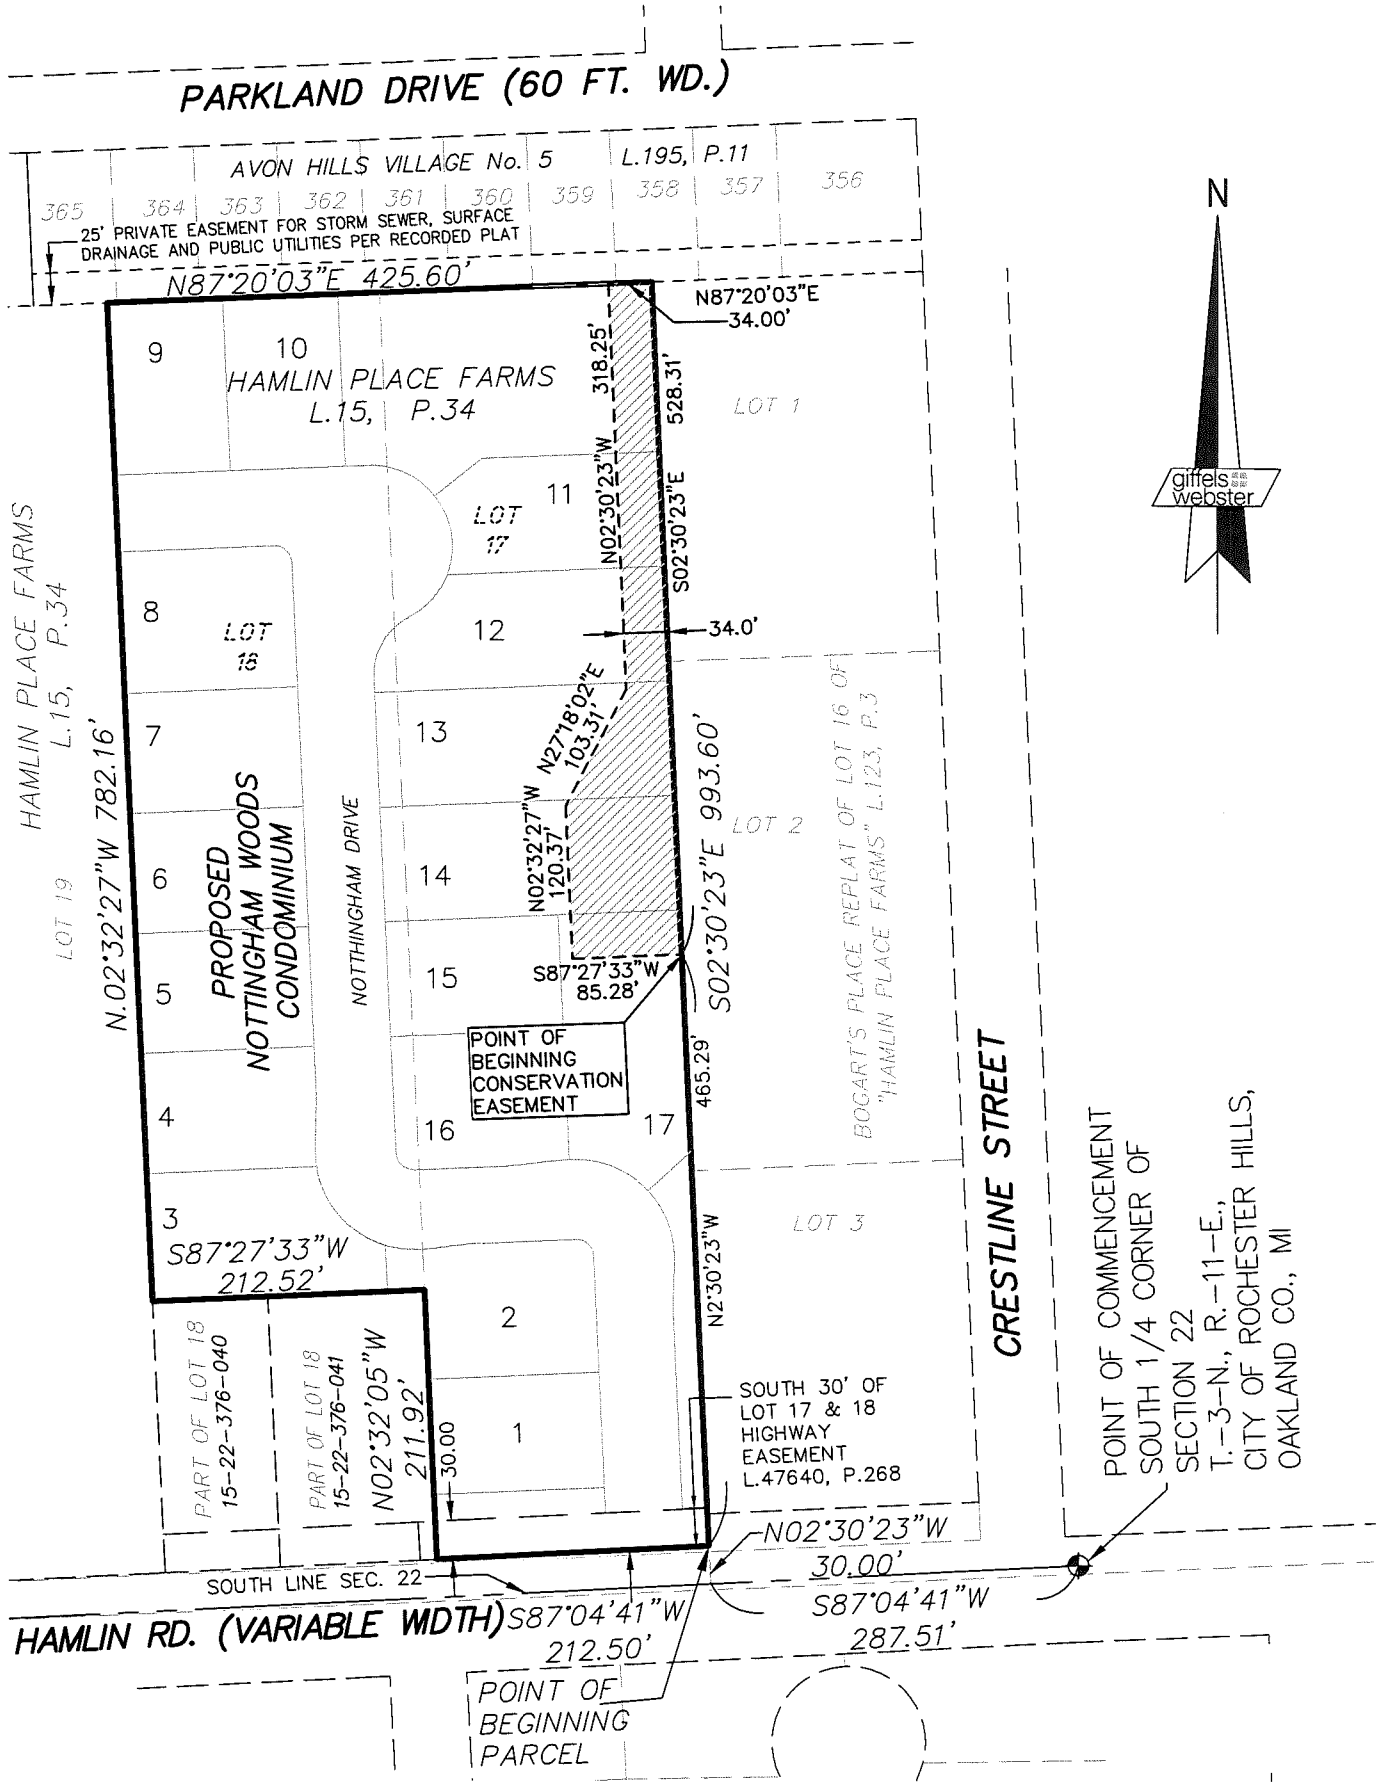 PARKLAND DRIVE (60 FT. WD.)
AVON HILLS VILLAGE No. 5 L.195, P.11
365 364 363 362 361 360 359 358 357 356
25' PRIVATE EASEMENT FOR STORM SEWER, SURFACE
DRAINAGE AND PUBLIC UTILITIES PER RECORDED PLAT
N87°20'03"E 425.60'
N87°20'03"E
34.00'
N
giffels
webster
9
10
HAMLIN PLACE FARMS
L.15, P.34
318.25'
N02°30'23"W
528.31'
S02°30'23"E
LOT 1
11
LOT
17
HAMLIN PLACE FARMS
L.15, P.34
LOT 19
8
LOT
18
12
34.0'
7
13
N27°18'02"E
103.31'
N.02°32'27"W 782.16'
PROPOSED
NOTTINGHAM WOODS
CONDOMINIUM
NOTTHINGHAM DRIVE
N02°32'27"W
120.37'
S02°30'23"E 993.60'
LOT 2
BOGART'S PLACE REPLAT OF LOT 16 OF
"HAMLIN PLACE FARMS" L.123, P.3
6
14
5
15
S87°27'33"W
85.28'
POINT OF
BEGINNING
CONSERVATION
EASEMENT
465.29'
4
16
17
CRESTLINE STREET
3
S87°27'33"W
212.52'
N2°30'23"W
LOT 3
POINT OF COMMENCEMENT
SOUTH 1/4 CORNER OF
SECTION 22
T.-3-N., R.-11-E.,
CITY OF ROCHESTER HILLS,
OAKLAND CO., MI
2
PART OF LOT 18
15-22-376-040
PART OF LOT 18
15-22-376-041
N02°32'05"W
211.92'
30.00
1
SOUTH 30' OF
LOT 17 & 18
HIGHWAY
EASEMENT
L.47640, P.268
N02°30'23"W
30.00'
SOUTH LINE SEC. 22
HAMLIN RD. (VARIABLE WIDTH)
S87°04'41"W
212.50'
S87°04'41"W
287.51'
POINT OF
BEGINNING
PARCEL